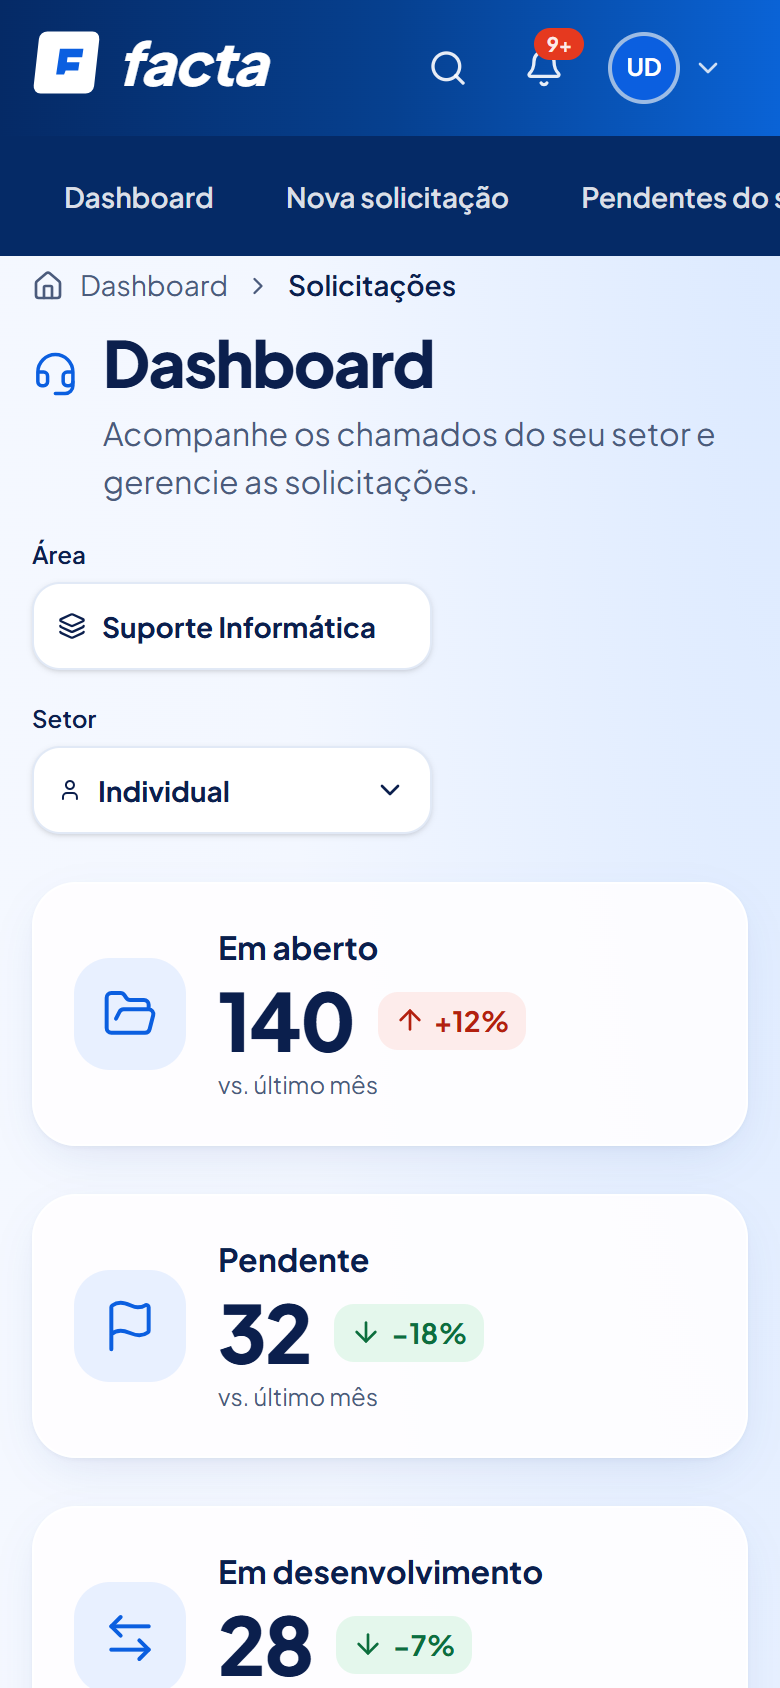 F facta
9+
UD
Dashboard Nova solicitação Pendentes do s
Dashboard > Solicitações
Dashboard
Acompanhe os chamados do seu setor e
gerencie as solicitações.
Área
Suporte Informática
Setor
Individual
Em aberto
140 ↑ +12%
vs. último mês
Pendente
32 ↓ -18%
vs. último mês
Em desenvolvimento
28 ↓ -7%